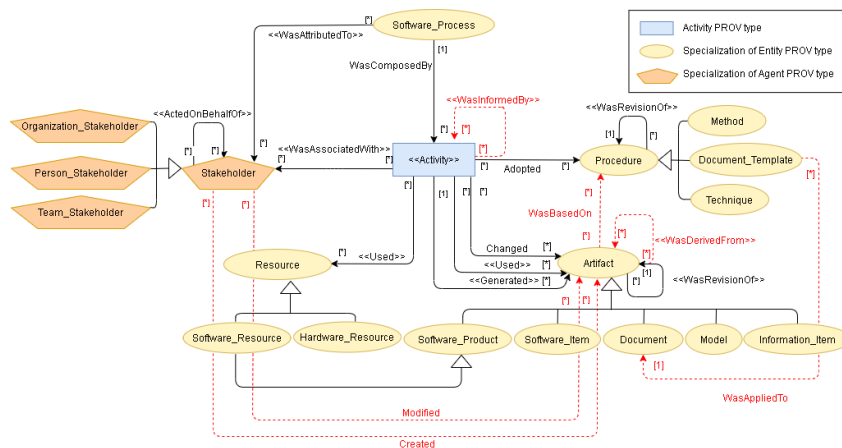 Software_Process
[*]
[*]
<<WasAttributedTo>>
[1]
WasComposedBy
Activity PROV type
Specialization of Entity PROV type
Specialization of Agent PROV type
<<WasInformedBy>>
[*]
[*]
[*]
<<WasRevisionOf>>
[1]
[*]
Method
<<ActedOnBehalfOf>>
[*]
[*]
[*]
Organization_Stakeholder
Person_Stakeholder
Team_Stakeholder
Stakeholder
<<WasAssociatedWith>>
[*]
[*]
<<Activity>>
[*]
[*]
Adopted
Procedure
Document_Template
Technique
[*]
[*]
[*]
[*]
[1]
[*]
[*]
[*]
WasBasedOn
[*]
[*]
<<WasDerivedFrom>>
[*]
Resource
[*]
<<Used>>
Changed
[*]
<<Used>>
[*]
<<Generated>>
[*]
Artifact
[*]
[1]
<<WasRevisionOf>>
[*]
[*]
Software_Resource
Hardware_Resource
Software_Product
Software_Item
Document
Model
Information_Item
[1]
WasAppliedTo
Modified
Created